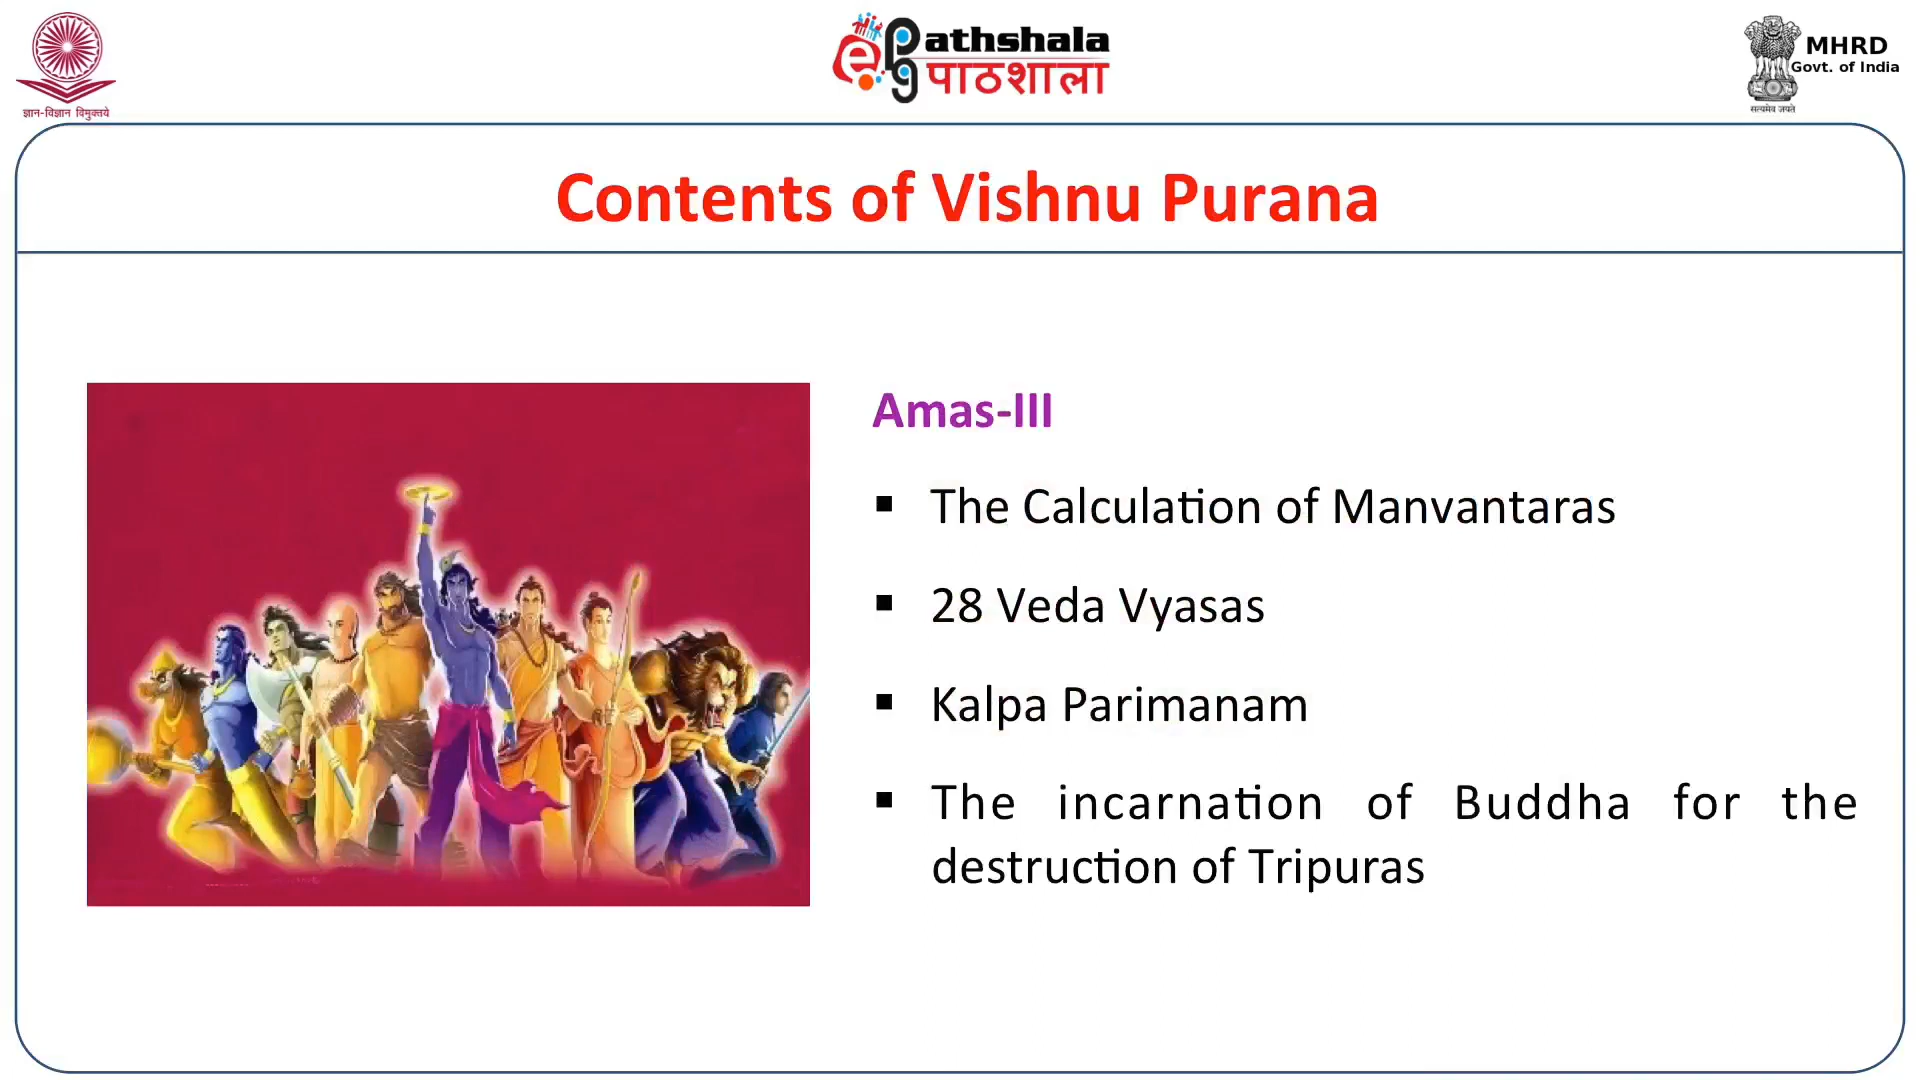 ज्ञान-विज्ञान विमुक्तये
e Pathshala
पाठशाला
MHRD
Govt. of India
सत्यमेव जयते
Contents of Vishnu Purana
Amas-III
▪ The Calculation of Manvantaras
▪ 28 Veda Vyasas
▪ Kalpa Parimanam
▪ The incarnation of Buddha for the
destruction of Tripuras